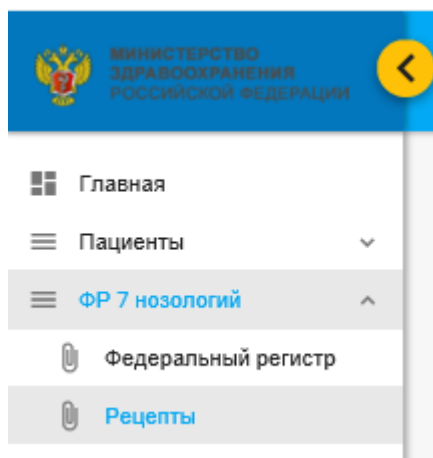 МИНИСТЕРСТВО
ЗДРАВООХРАНЕНИЯ
РОССИЙСКОЙ ФЕДЕРАЦИИ
Главная
Пациенты
ФР 7 нозологий
Федеральный регистр
Рецепты